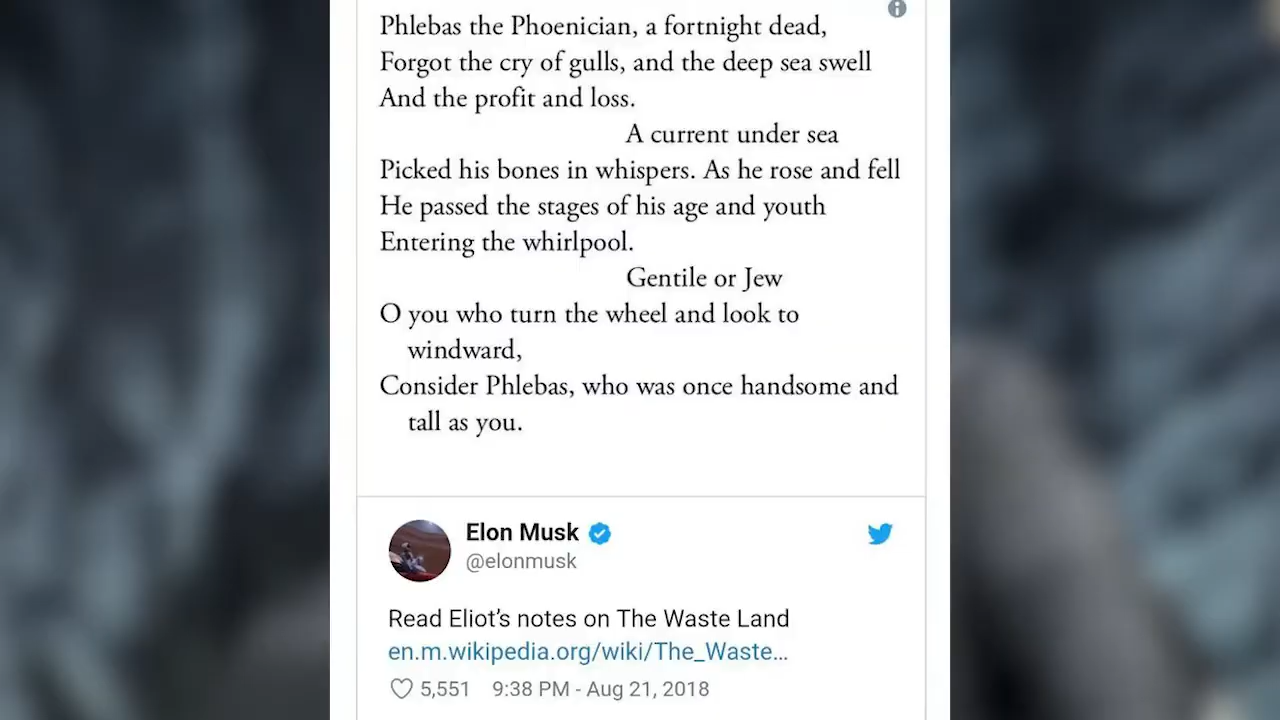 Phlebas the Phoenician, a fortnight dead,
Forgot the cry of gulls, and the deep sea swell
And the profit and loss.
A current under sea
Picked his bones in whispers. As he rose and fell
He passed the stages of his age and youth
Entering the whirlpool.
Gentile or Jew
O you who turn the wheel and look to
windward,
Consider Phlebas, who was once handsome and
tall as you.
Elon Musk
@elonmusk
Read Eliot’s notes on The Waste Land
en.m.wikipedia.org/wiki/The_Waste…
5,551 9:38 PM - Aug 21, 2018